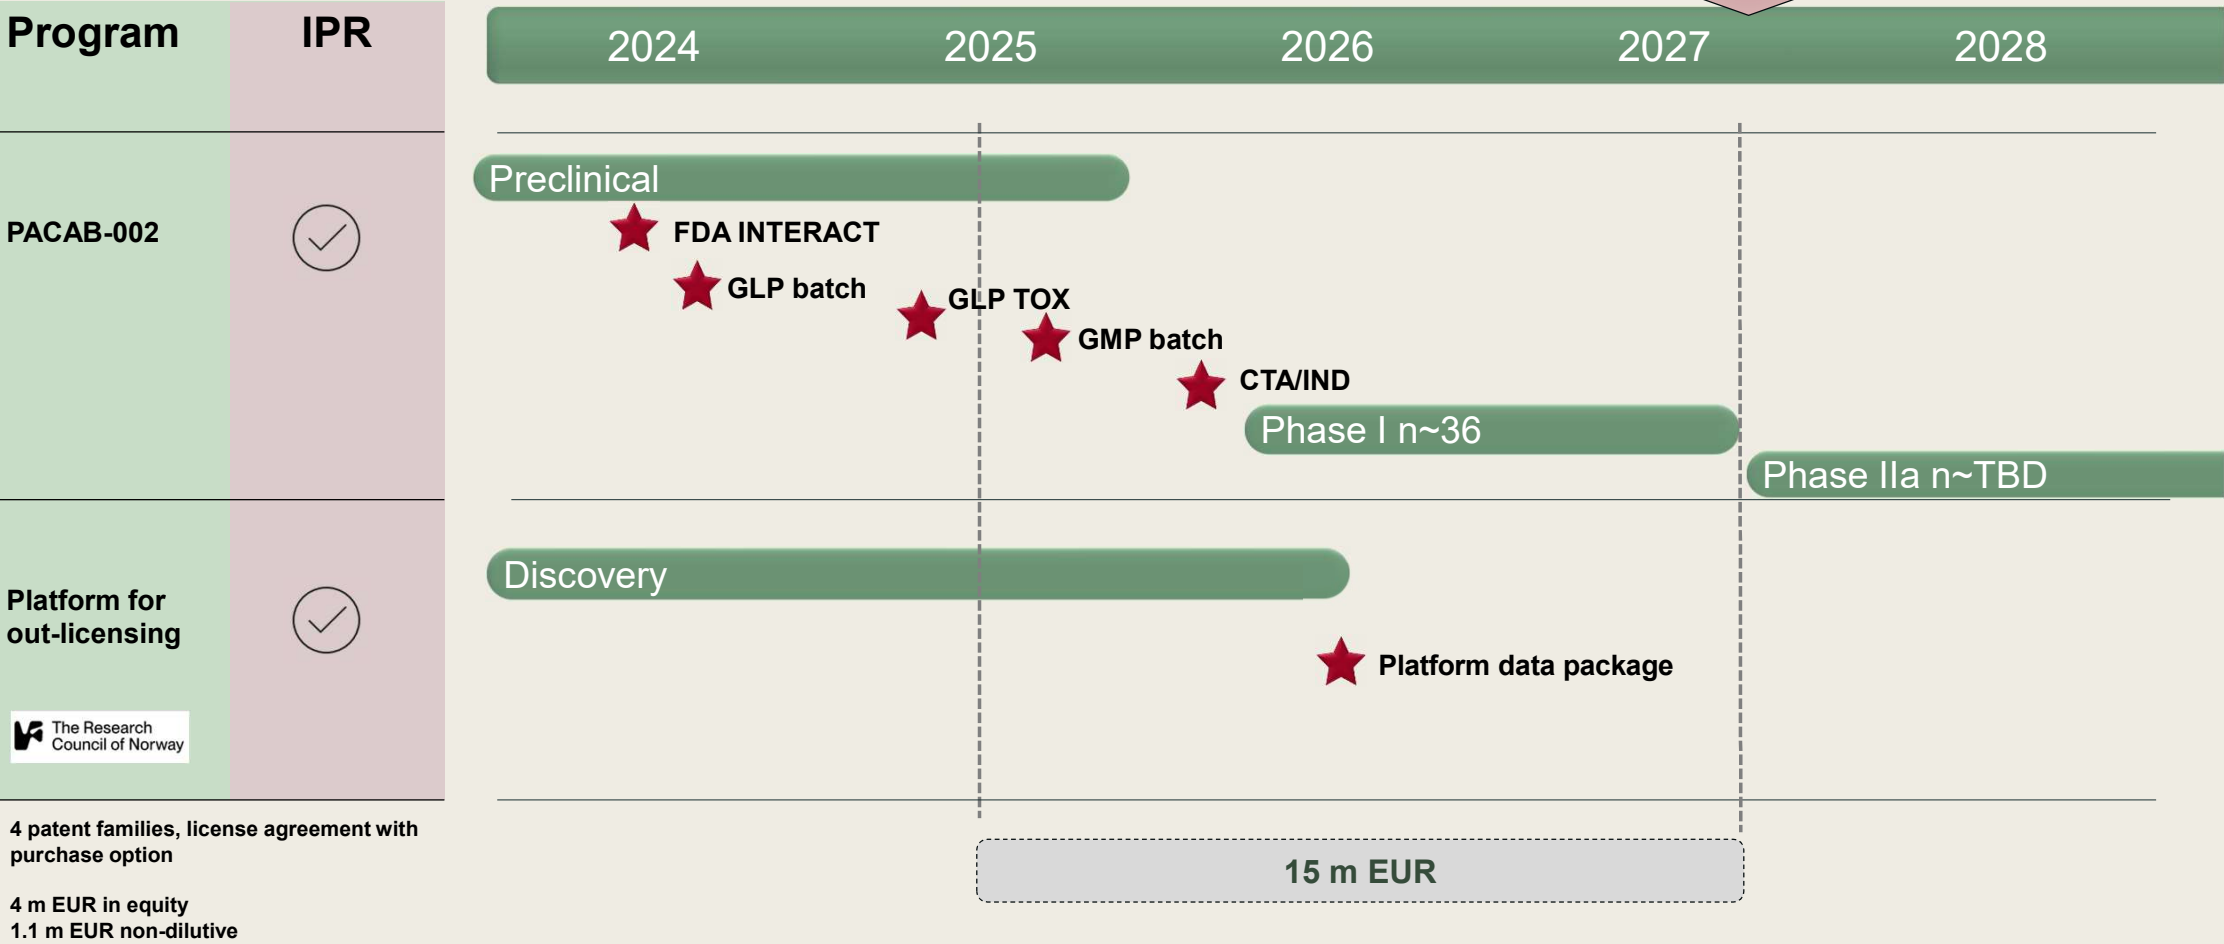 Program
IPR
2024
2025
2026
2027
2028
Preclinical
PACAB-002
FDA INTERACT
GLP batch
GLP TOX
GMP batch
CTA/IND
Phase I n~36
Phase IIa n~TBD
Discovery
Platform for
out-licensing
Platform data package
The Research
Council of Norway
4 patent families, license agreement with
purchase option
15 m EUR
4 m EUR in equity
1.1 m EUR non-dilutive